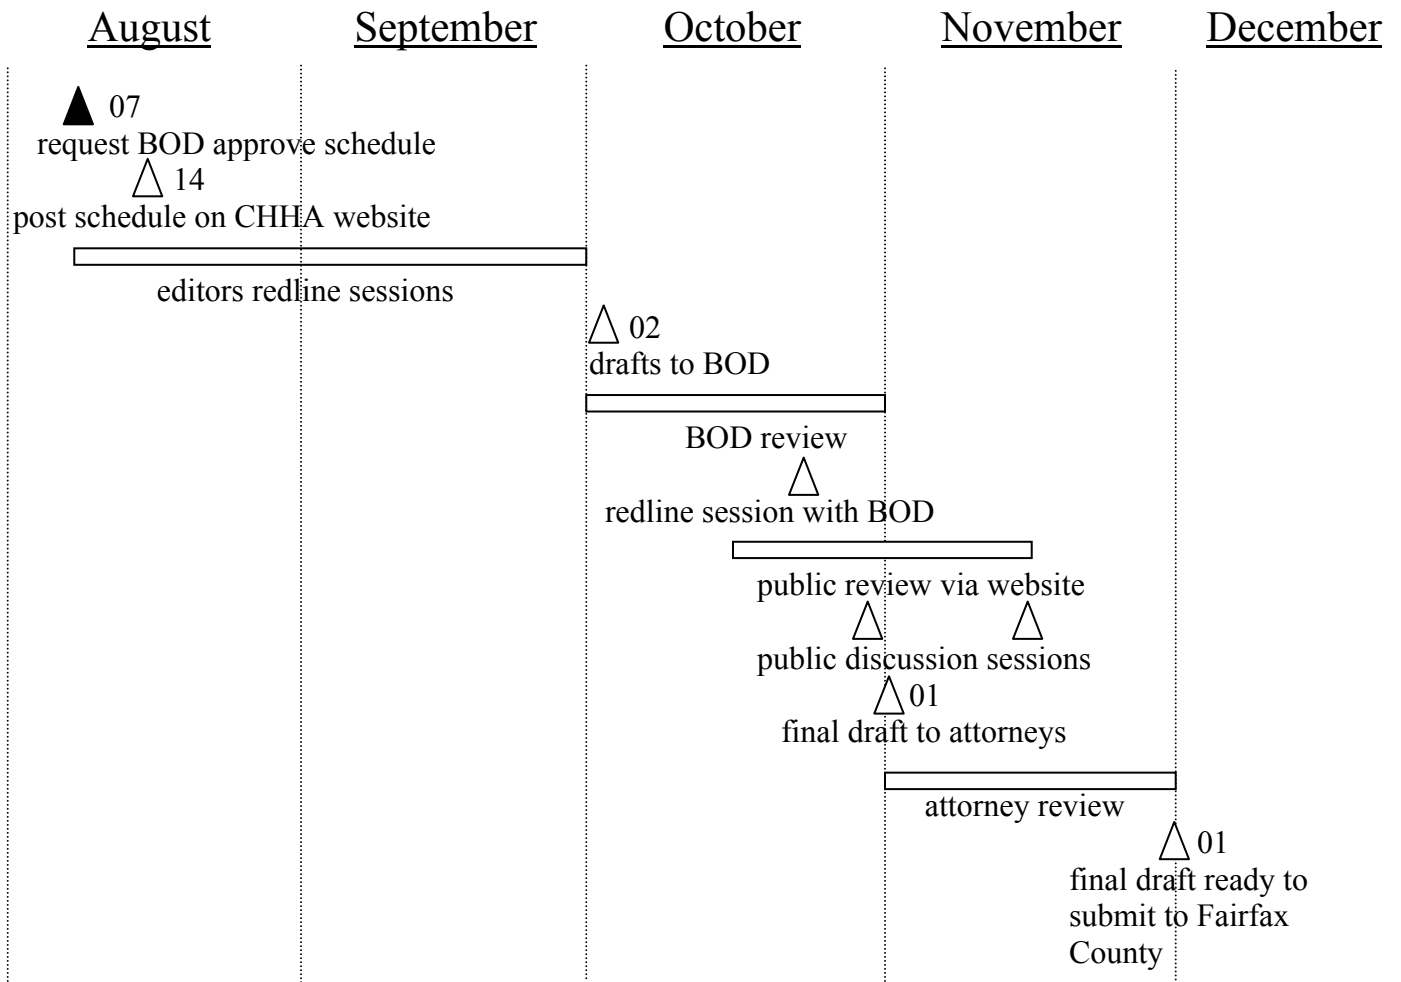 August September October November December
07
request BOD approve schedule
14
post schedule on CHHA website
editors redline sessions
02
drafts to BOD
BOD review
redline session with BOD
public review via website
public discussion sessions
01
final draft to attorneys
attorney review
01
final draft ready to
submit to Fairfax
County